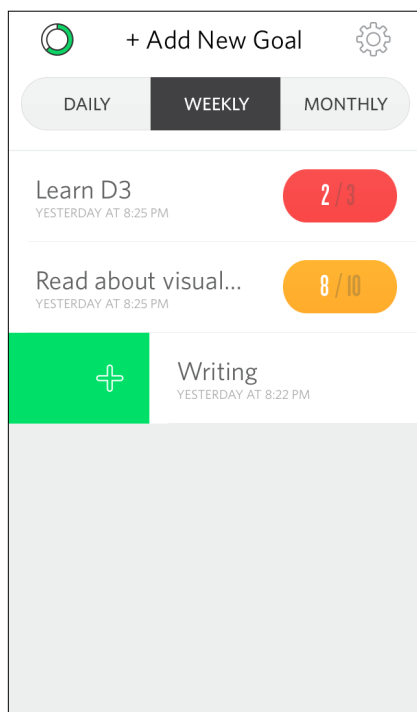 + Add New Goal
DAILY WEEKLY MONTHLY
Learn D3
YESTERDAY AT 8:25 PM
2 / 3
Read about visual...
YESTERDAY AT 8:25 PM
8 / 10
+
Writing
YESTERDAY AT 8:22 PM